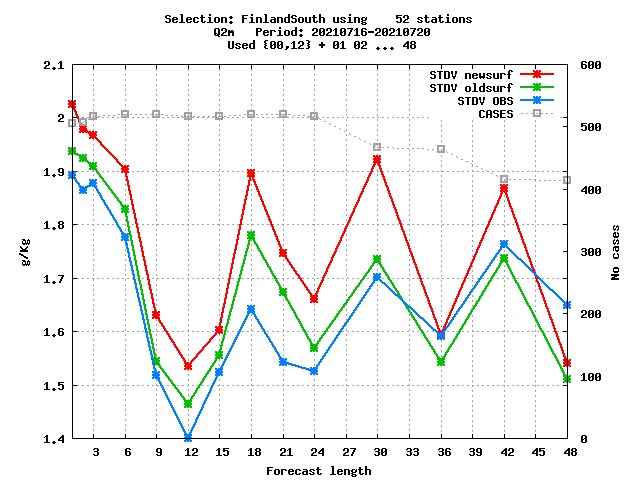 Selection: FinlandSouth using    52 stations
Q2m   Period: 20210716-20210720
Used {00,12} + 01 02 ... 48
STDV newsurf
STDV oldsurf
STDV OBS
CASES
2.1
2
1.9
1.8
1.7
1.6
1.5
1.4
g/Kg
600
500
400
300
200
100
0
No cases
3 6 9 12 15 18 21 24 27 30 33 36 39 42 45 48
Forecast length